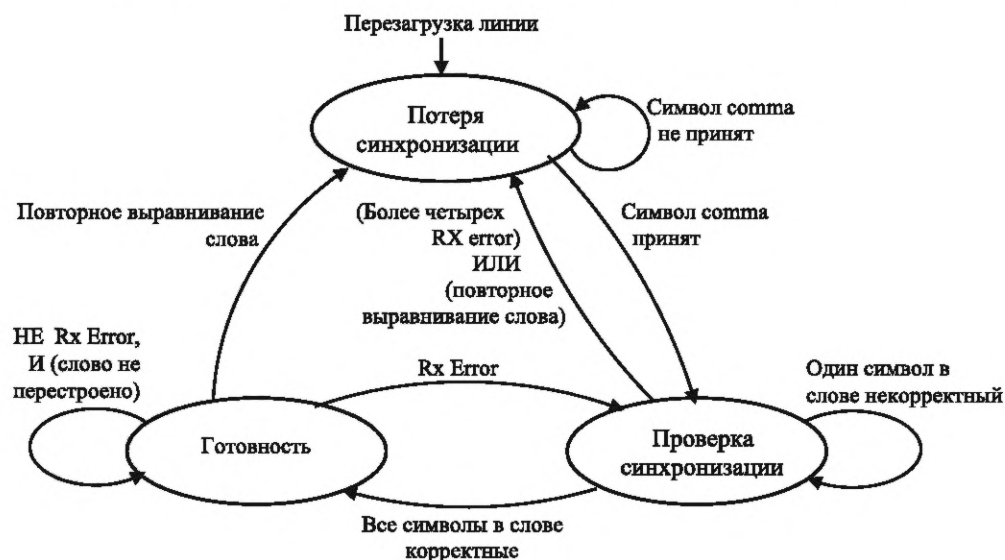 Перезагрузка линии
Потеря
синхронизации
Символ comma
не принят
Повторное выравнивание
слова
(Более четырех
RX error)
ИЛИ
(повторное
выравнивание слова)
Символ comma
принят
НЕ Rx Error,
И (слово не
перестроено)
Rx Error
Один символ в
слове некорректный
Готовность
Проверка
синхронизации
Все символы в слове
корректные